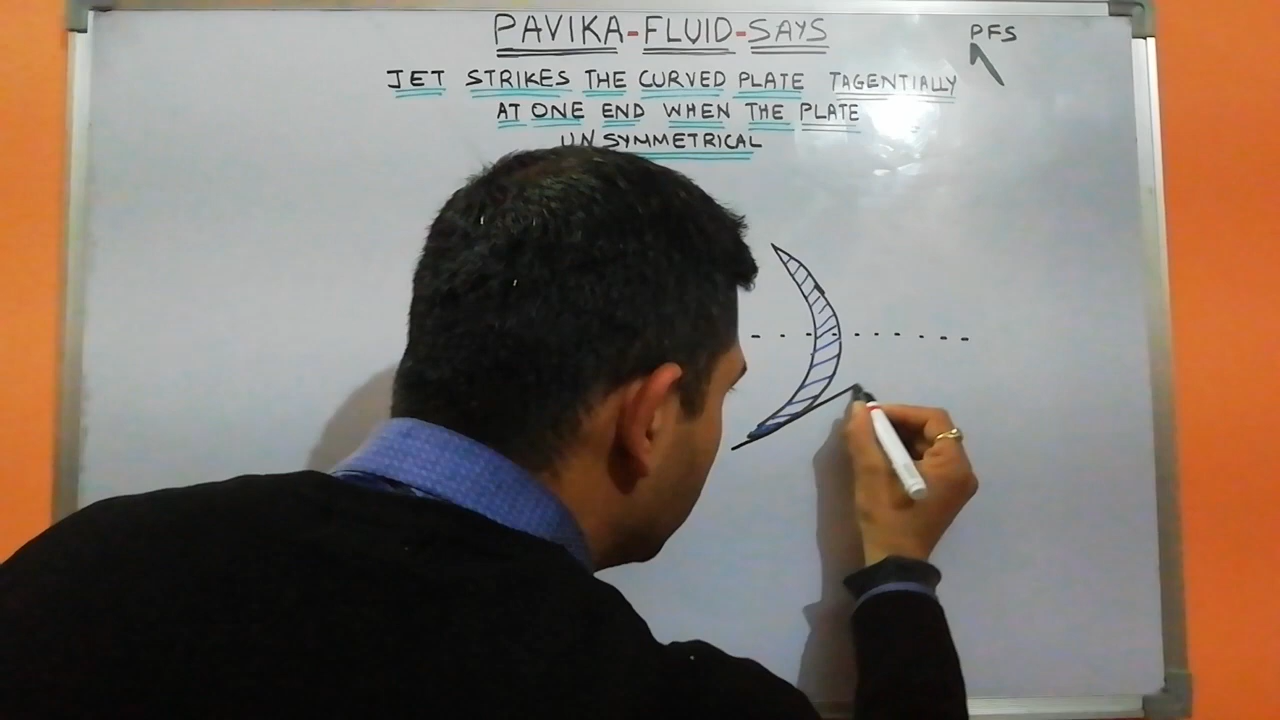 PAVIKA-FLUID-SAYS
PFS
JET STRIKES THE CURVED PLATE TAGENTIALLY
AT ONE END WHEN THE PLATE
UNSYMMETRICAL